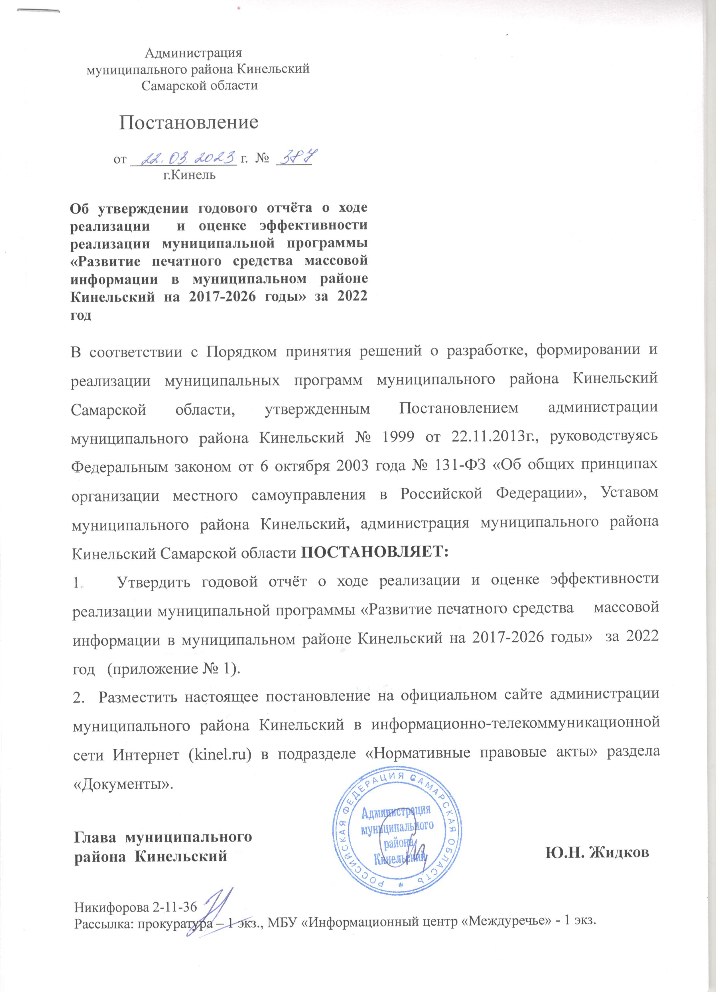 Администрация
муниципального района Кинельский
Самарской области
Постановление
от 22.03.2023 г. № 387
г.Кинель
Об утверждении годового отчёта о ходе
реализации и оценке эффективности
реализации муниципальной программы
«Развитие печатного средства массовой
информации в муниципальном районе
Кинельский на 2017-2026 годы» за 2022
год
В соответствии с Порядком принятия решений о разработке, формировании и
реализации муниципальных программ муниципального района Кинельский
Самарской области, утвержденным Постановлением администрации
муниципального района Кинельский № 1999 от 22.11.2013г., руководствуясь
Федеральным законом от 6 октября 2003 года № 131-ФЗ «Об общих принципах
организации местного самоуправления в Российской Федерации», Уставом
муниципального района Кинельский, администрация муниципального района
Кинельский Самарской области ПОСТАНОВЛЯЕТ:
1. Утвердить годовой отчёт о ходе реализации и оценке эффективности
реализации муниципальной программы «Развитие печатного средства массовой
информации в муниципальном районе Кинельский на 2017-2026 годы» за 2022
год (приложение № 1).
2. Разместить настоящее постановление на официальном сайте администрации
муниципального района Кинельский в информационно-телекоммуникационной
сети Интернет (kinel.ru) в подразделе «Нормативные правовые акты» раздела
«Документы».
РОССИЙСКАЯ ФЕДЕРАЦИЯ САМАРСКАЯ ОБЛАСТЬ *
Администрация
муниципального
района
Кинельский
Глава муниципального
района Кинельский Ю.Н. Жидков
Никифорова 2-11-36
Рассылка: прокуратура – 1 экз., МБУ «Информационный центр «Междуречье» - 1 экз.